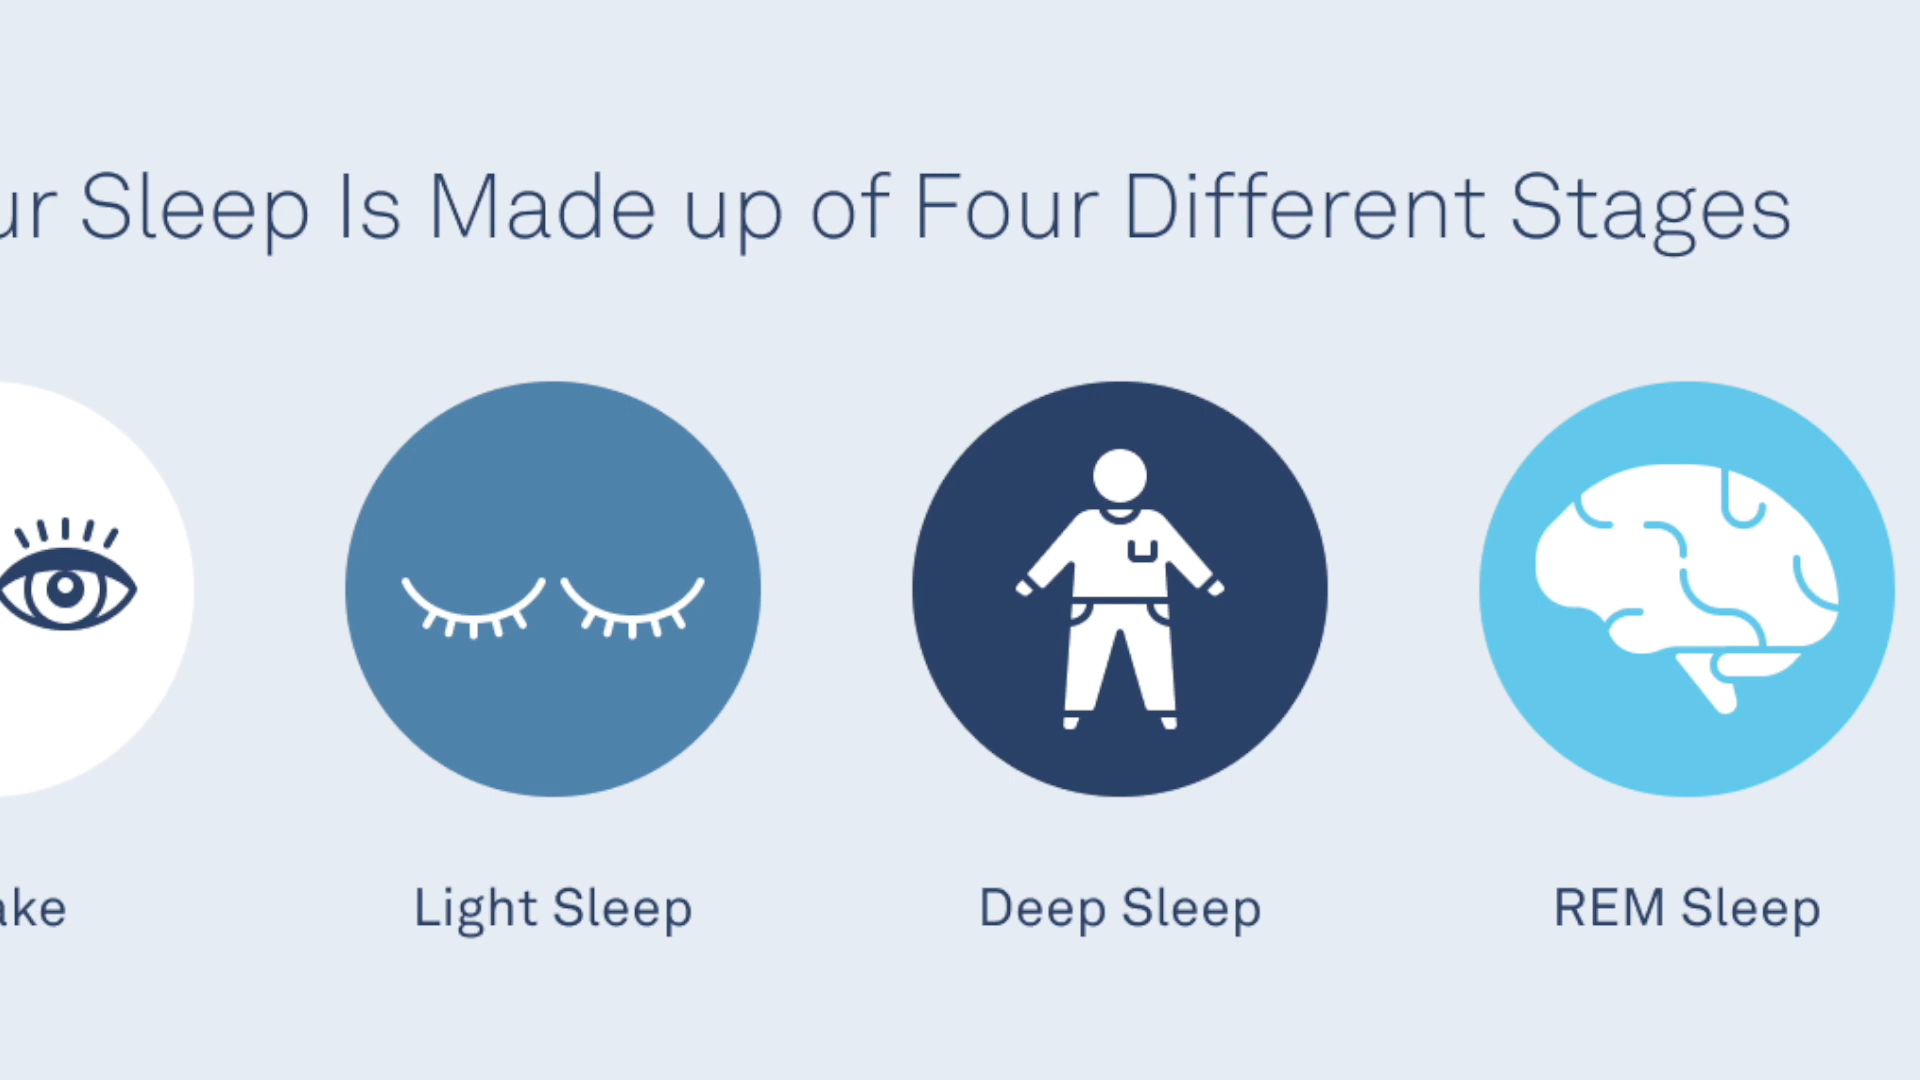 ur Sleep Is Made up of Four Different Stages
ake
Light Sleep
Deep Sleep
REM Sleep